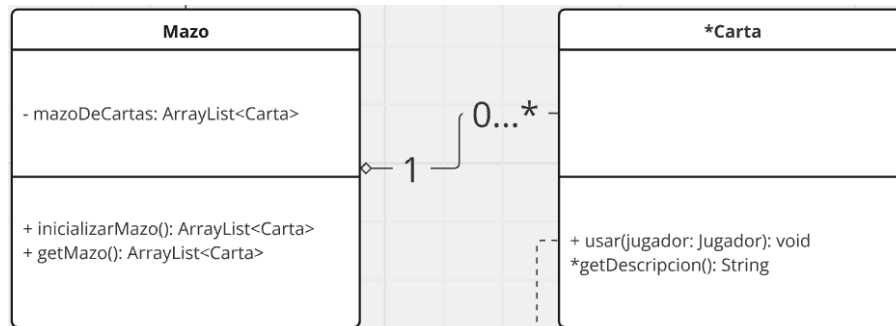 Mazo
- mazoDeCartas: ArrayList<Carta>
+ inicializarMazo(): ArrayList<Carta>
+ getMazo(): ArrayList<Carta>
1
0...*
*Carta
+ usar(jugador: Jugador): void
*getDescripcion(): String